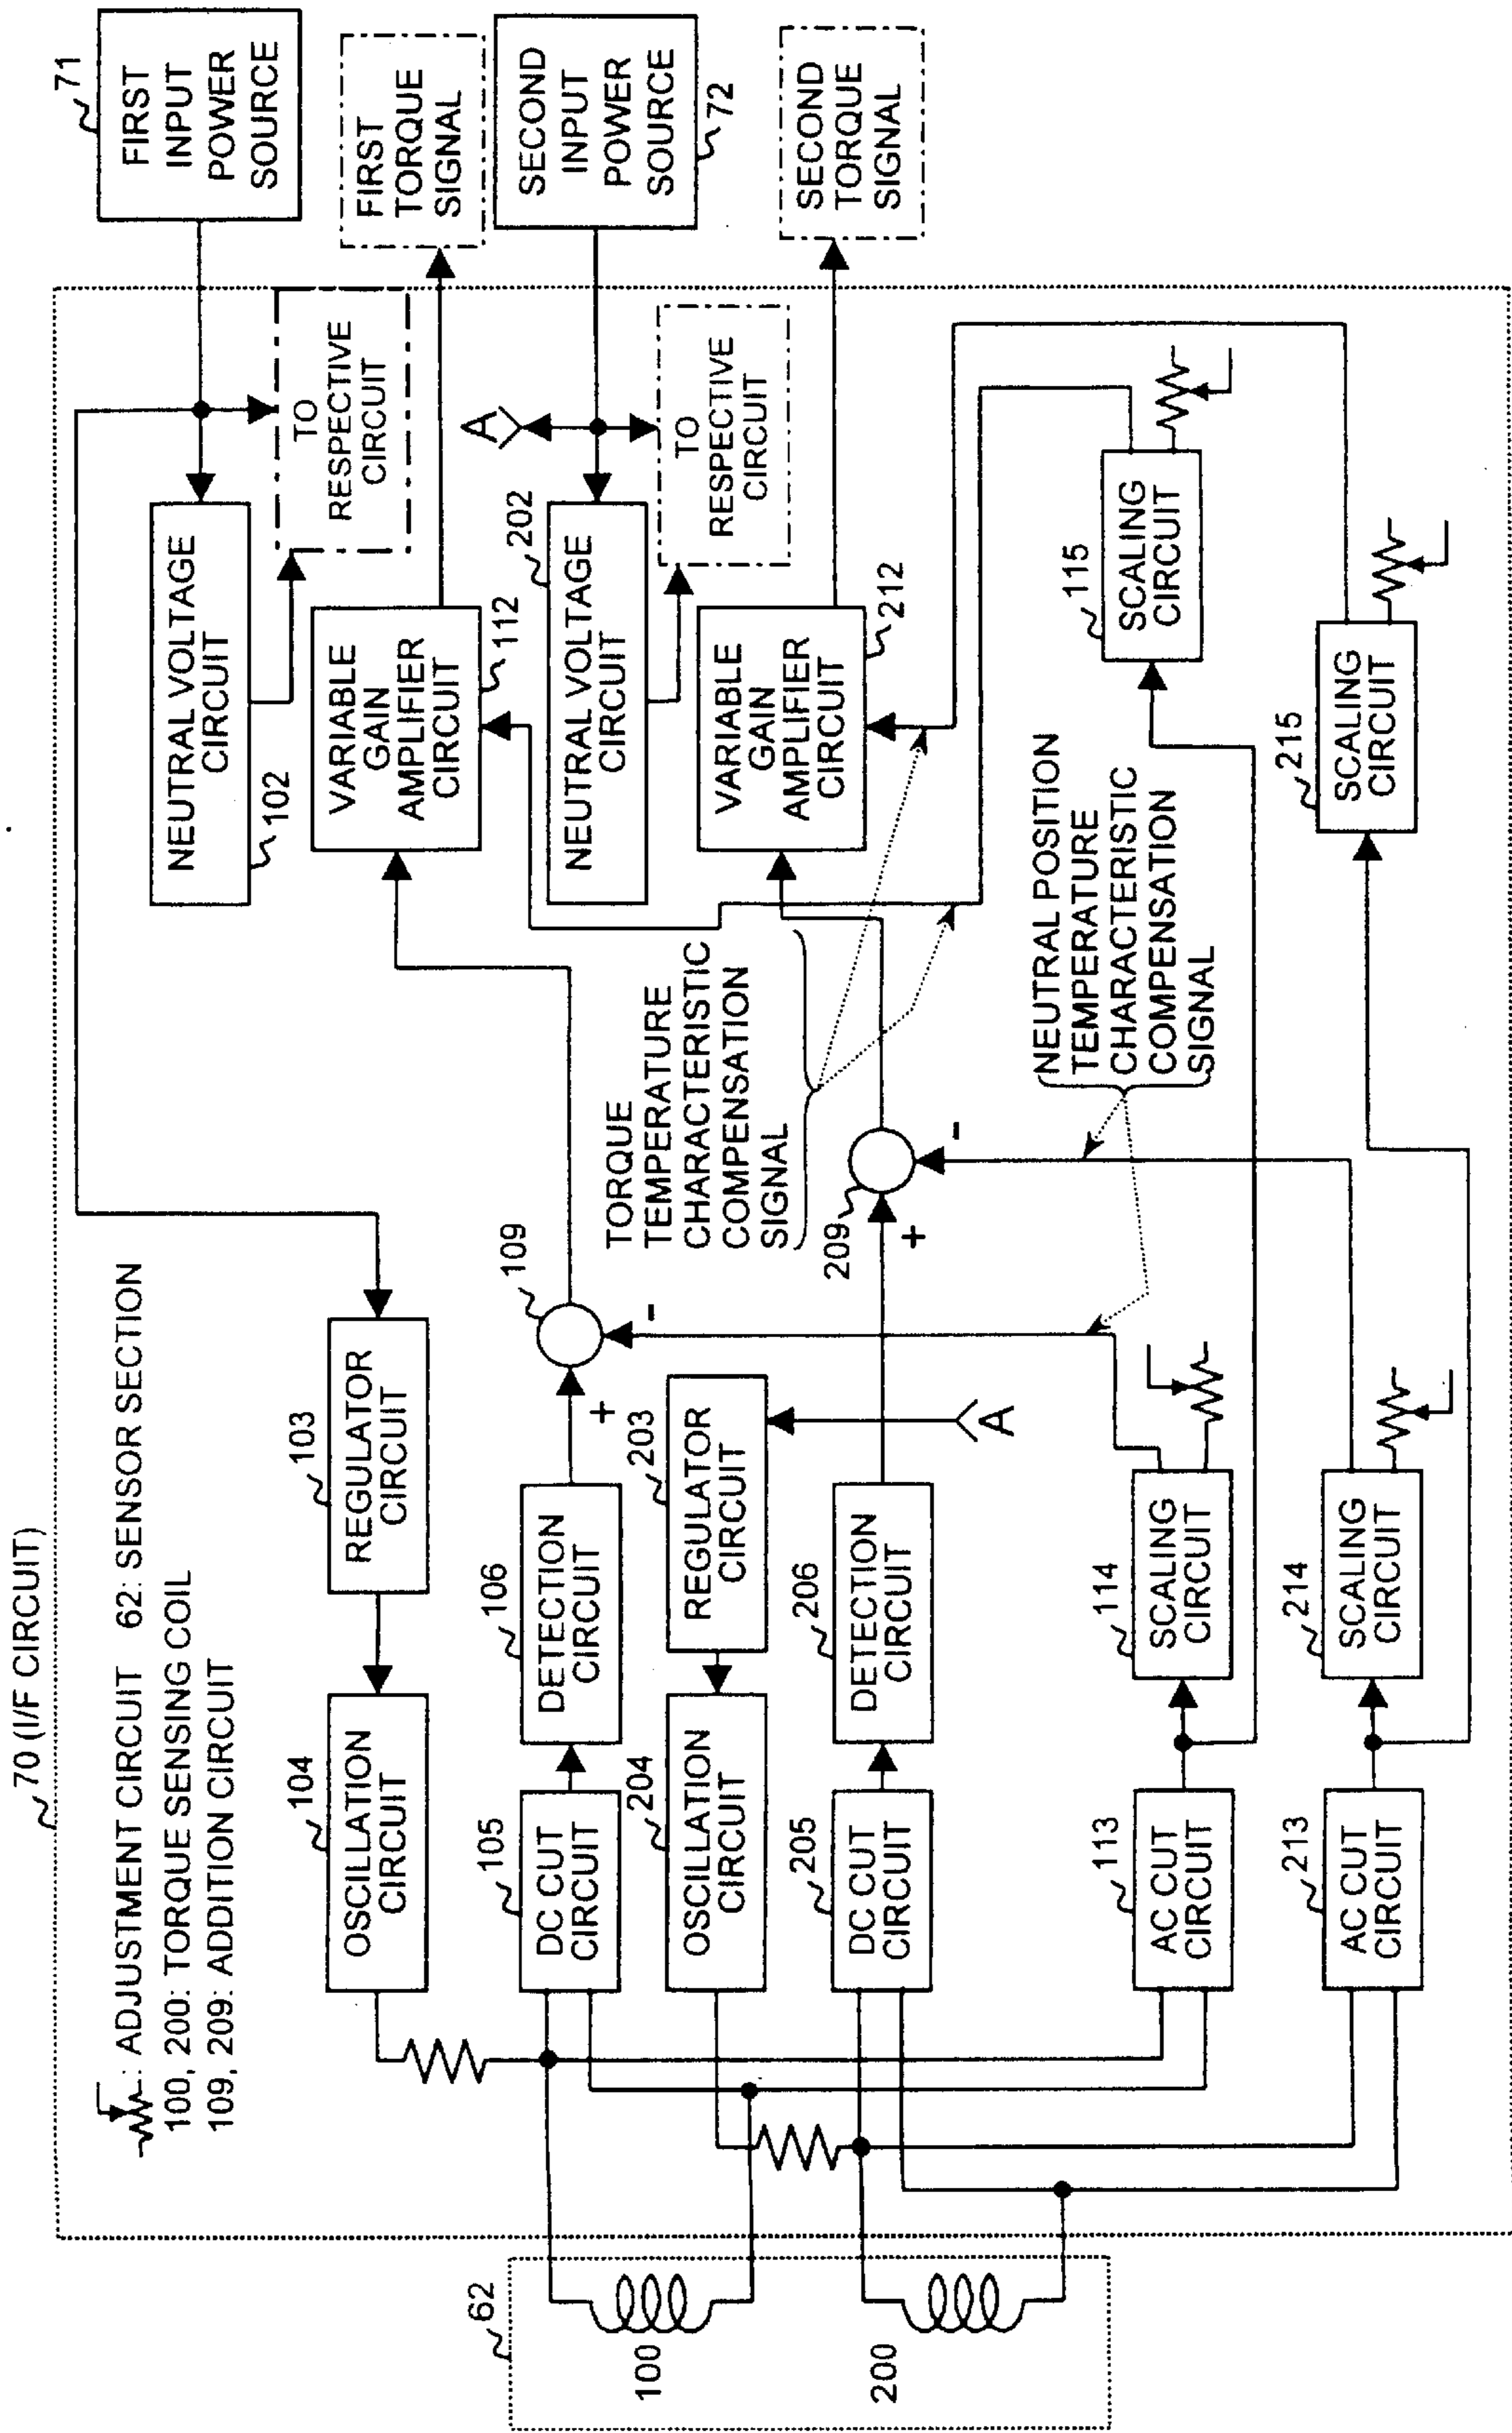 70 (I/F CIRCUIT)
: ADJUSTMENT CIRCUIT 62: SENSOR SECTION
100, 200: TORQUE SENSING COIL
109, 209: ADDITION CIRCUIT
71
FIRST
INPUT
POWER
SOURCE
NEUTRAL VOLTAGE
CIRCUIT
102
TO
RESPECTIVE
CIRCUIT
FIRST
TORQUE
SIGNAL
104
OSCILLATION
CIRCUIT
103
REGULATOR
CIRCUIT
VARIABLE
GAIN
AMPLIFIER
CIRCUIT
112
A
SECOND
INPUT
POWER
SOURCE
72
62
100
105
DC CUT
CIRCUIT
106
DETECTION
CIRCUIT
+
109
-
202
NEUTRAL VOLTAGE
CIRCUIT
TO
RESPECTIVE
CIRCUIT
204
OSCILLATION
CIRCUIT
203
REGULATOR
CIRCUIT
A
TORQUE
TEMPERATURE
CHARACTERISTIC
COMPENSATION
SIGNAL
VARIABLE
GAIN
AMPLIFIER
CIRCUIT
212
SECOND
TORQUE
SIGNAL
200
205
DC CUT
CIRCUIT
206
DETECTION
CIRCUIT
+
209
-
NEUTRAL POSITION
TEMPERATURE
CHARACTERISTIC
COMPENSATION
SIGNAL
113
AC CUT
CIRCUIT
114
SCALING
CIRCUIT
115
SCALING
CIRCUIT
213
AC CUT
CIRCUIT
214
SCALING
CIRCUIT
215
SCALING
CIRCUIT